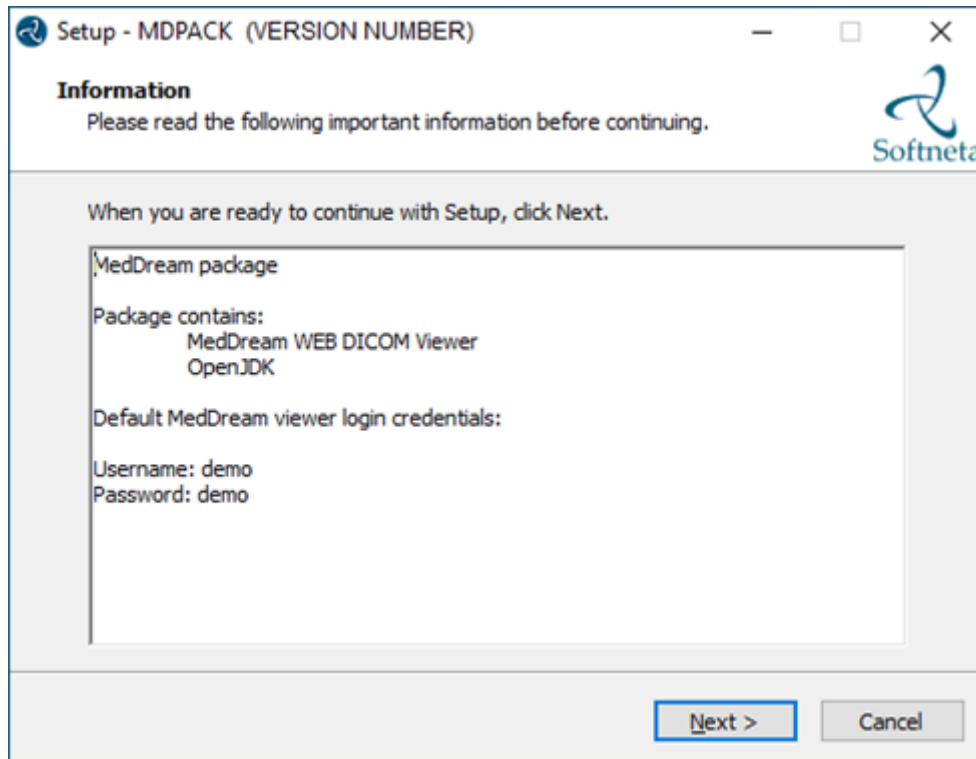 Setup - MDPACK (VERSION NUMBER)
Information
Please read the following important information before continuing.
Softneta
When you are ready to continue with Setup, click Next.
MedDream package
Package contains:
MedDream WEB DICOM Viewer
OpenJDK
Default MedDream viewer login credentials:
Username: demo
Password: demo
Next >
Cancel